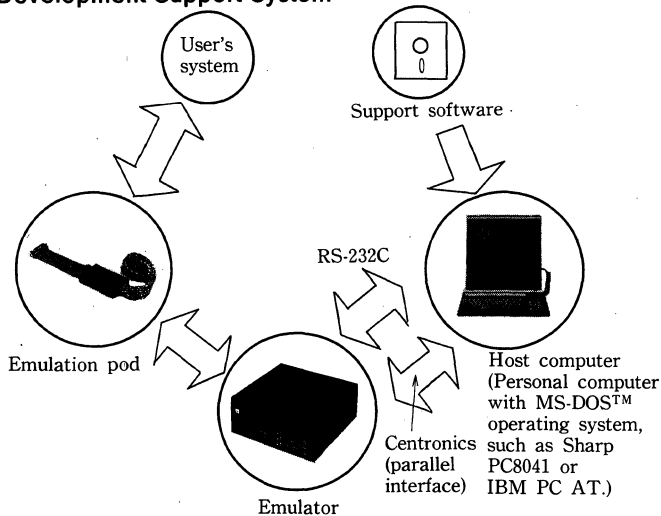 Development Support System
User's
system
Support software
RS-232C
Emulation pod
Host computer
(Personal computer
with MS-DOS™
operating system,
such as Sharp
PC8041 or
IBM PC AT.)
Centronics
(parallel
interface)
Emulator